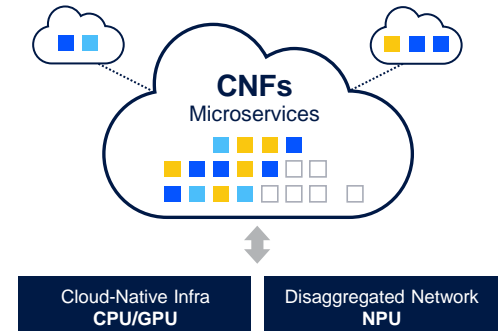 CNFs
Microservices
Cloud-Native Infra
CPU/GPU
Disaggregated Network
NPU